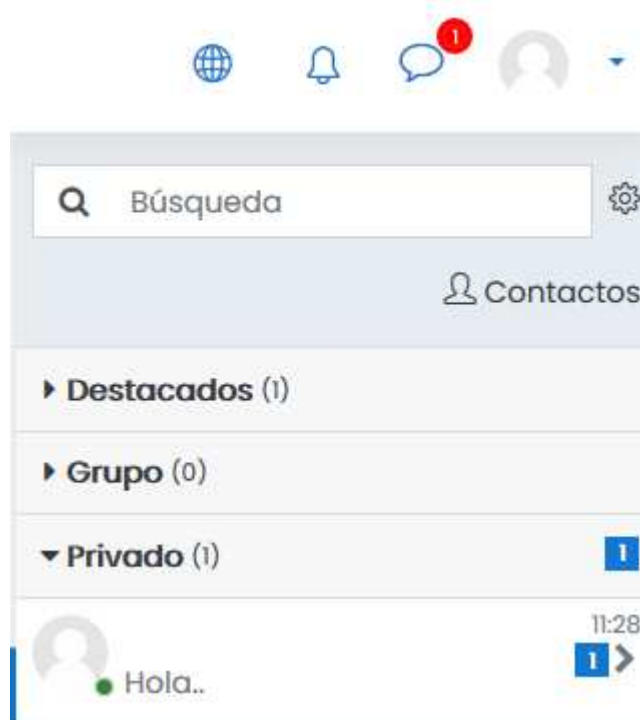 1
Búsqueda
Contactos
Destacados (1)
Grupo (0)
Privado (1) 1
11:28
1
Hola..